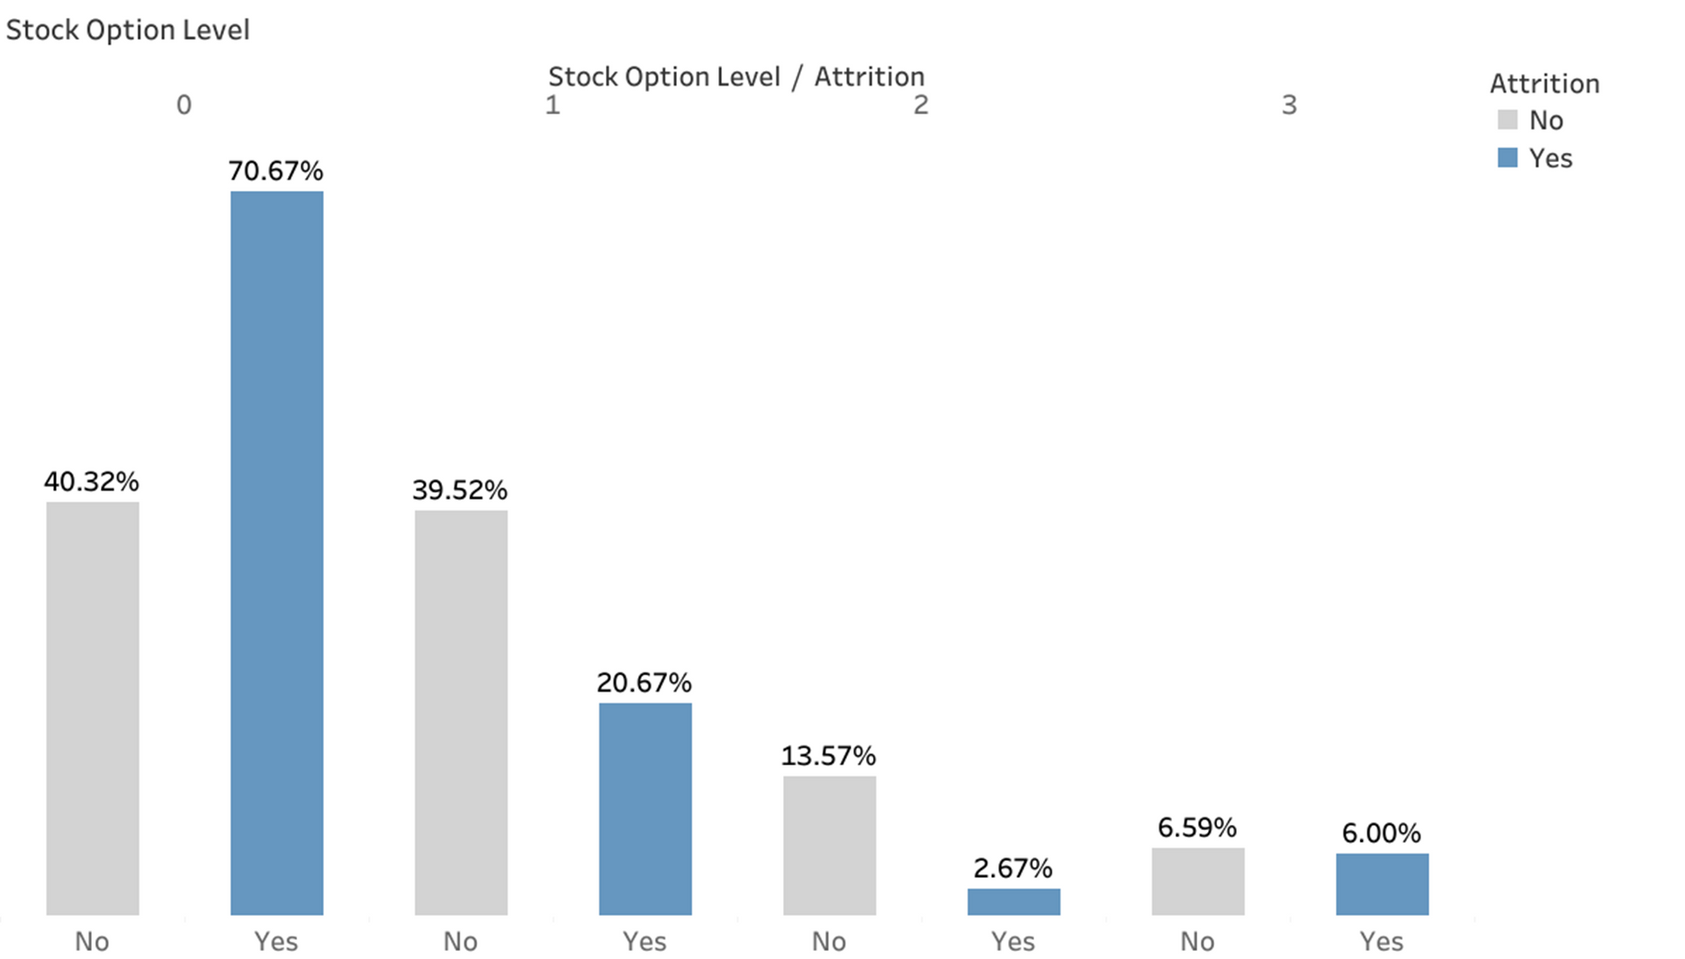 Stock Option Level
Stock Option Level / Attrition
0 1 2 3
Attrition
No
Yes
70.67%
40.32%
39.52%
20.67%
13.57%
2.67%
6.59%
6.00%
No Yes No Yes No Yes No Yes